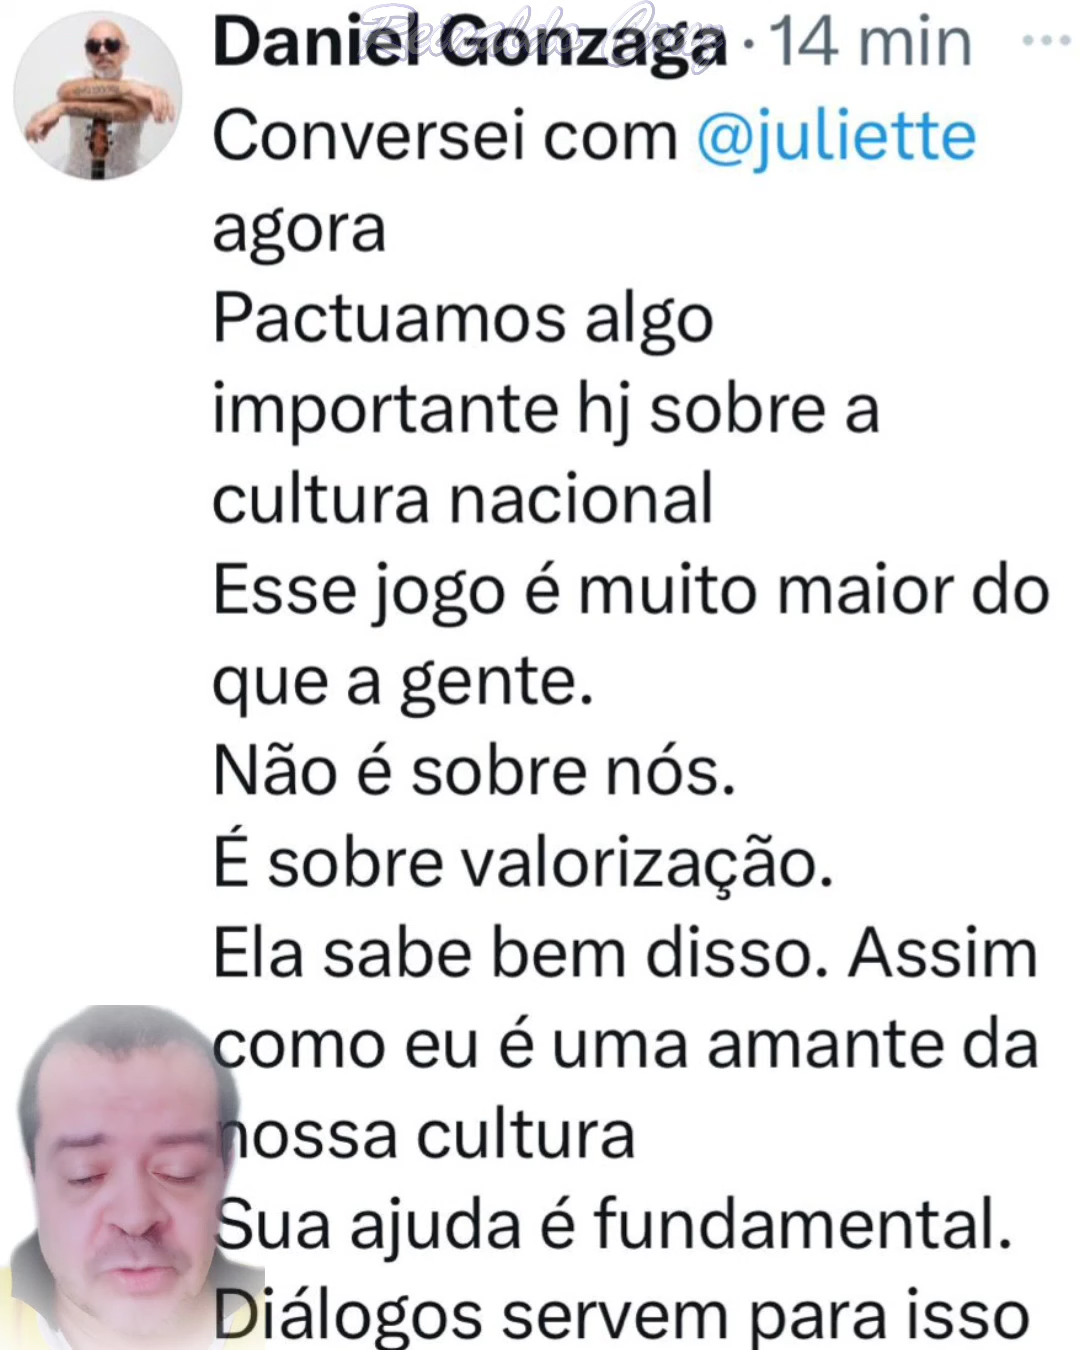 Reinaldo Cruz
Daniel Gonzaga · 14 min
Conversei com @juliette
agora
Pactuamos algo
importante hj sobre a
cultura nacional
Esse jogo é muito maior do
que a gente.
Não é sobre nós.
É sobre valorização.
Ela sabe bem disso. Assim
como eu é uma amante da
nossa cultura
Sua ajuda é fundamental.
Diálogos servem para isso